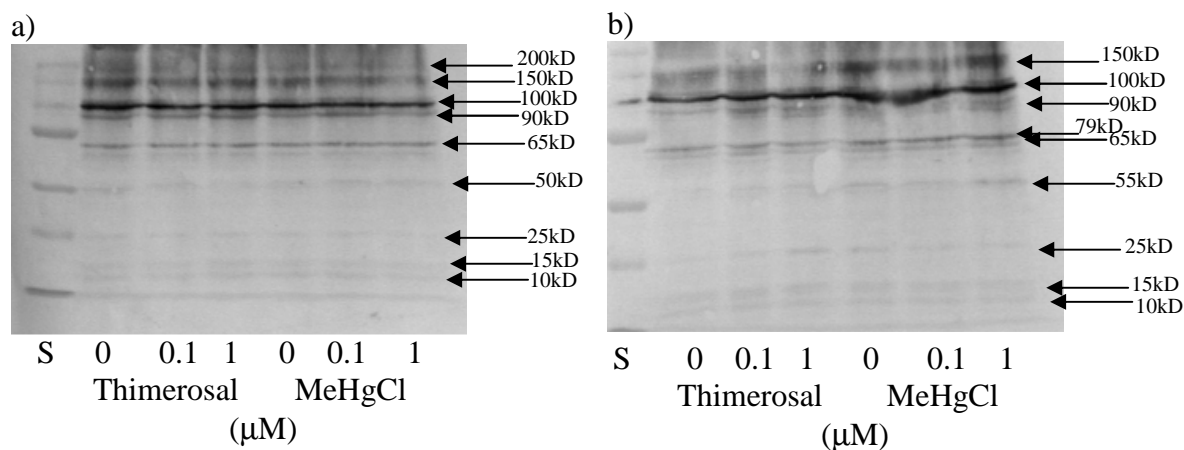 a)
200kD
150kD
100kD
90kD
65kD
50kD
25kD
15kD
10kD
S 0 0.1 1 0 0.1 1
Thimerosal MeHgCl
(μM)
b)
150kD
100kD
90kD
79kD
65kD
55kD
25kD
15kD
10kD
S 0 0.1 1 0 0.1 1
Thimerosal MeHgCl
(μM)